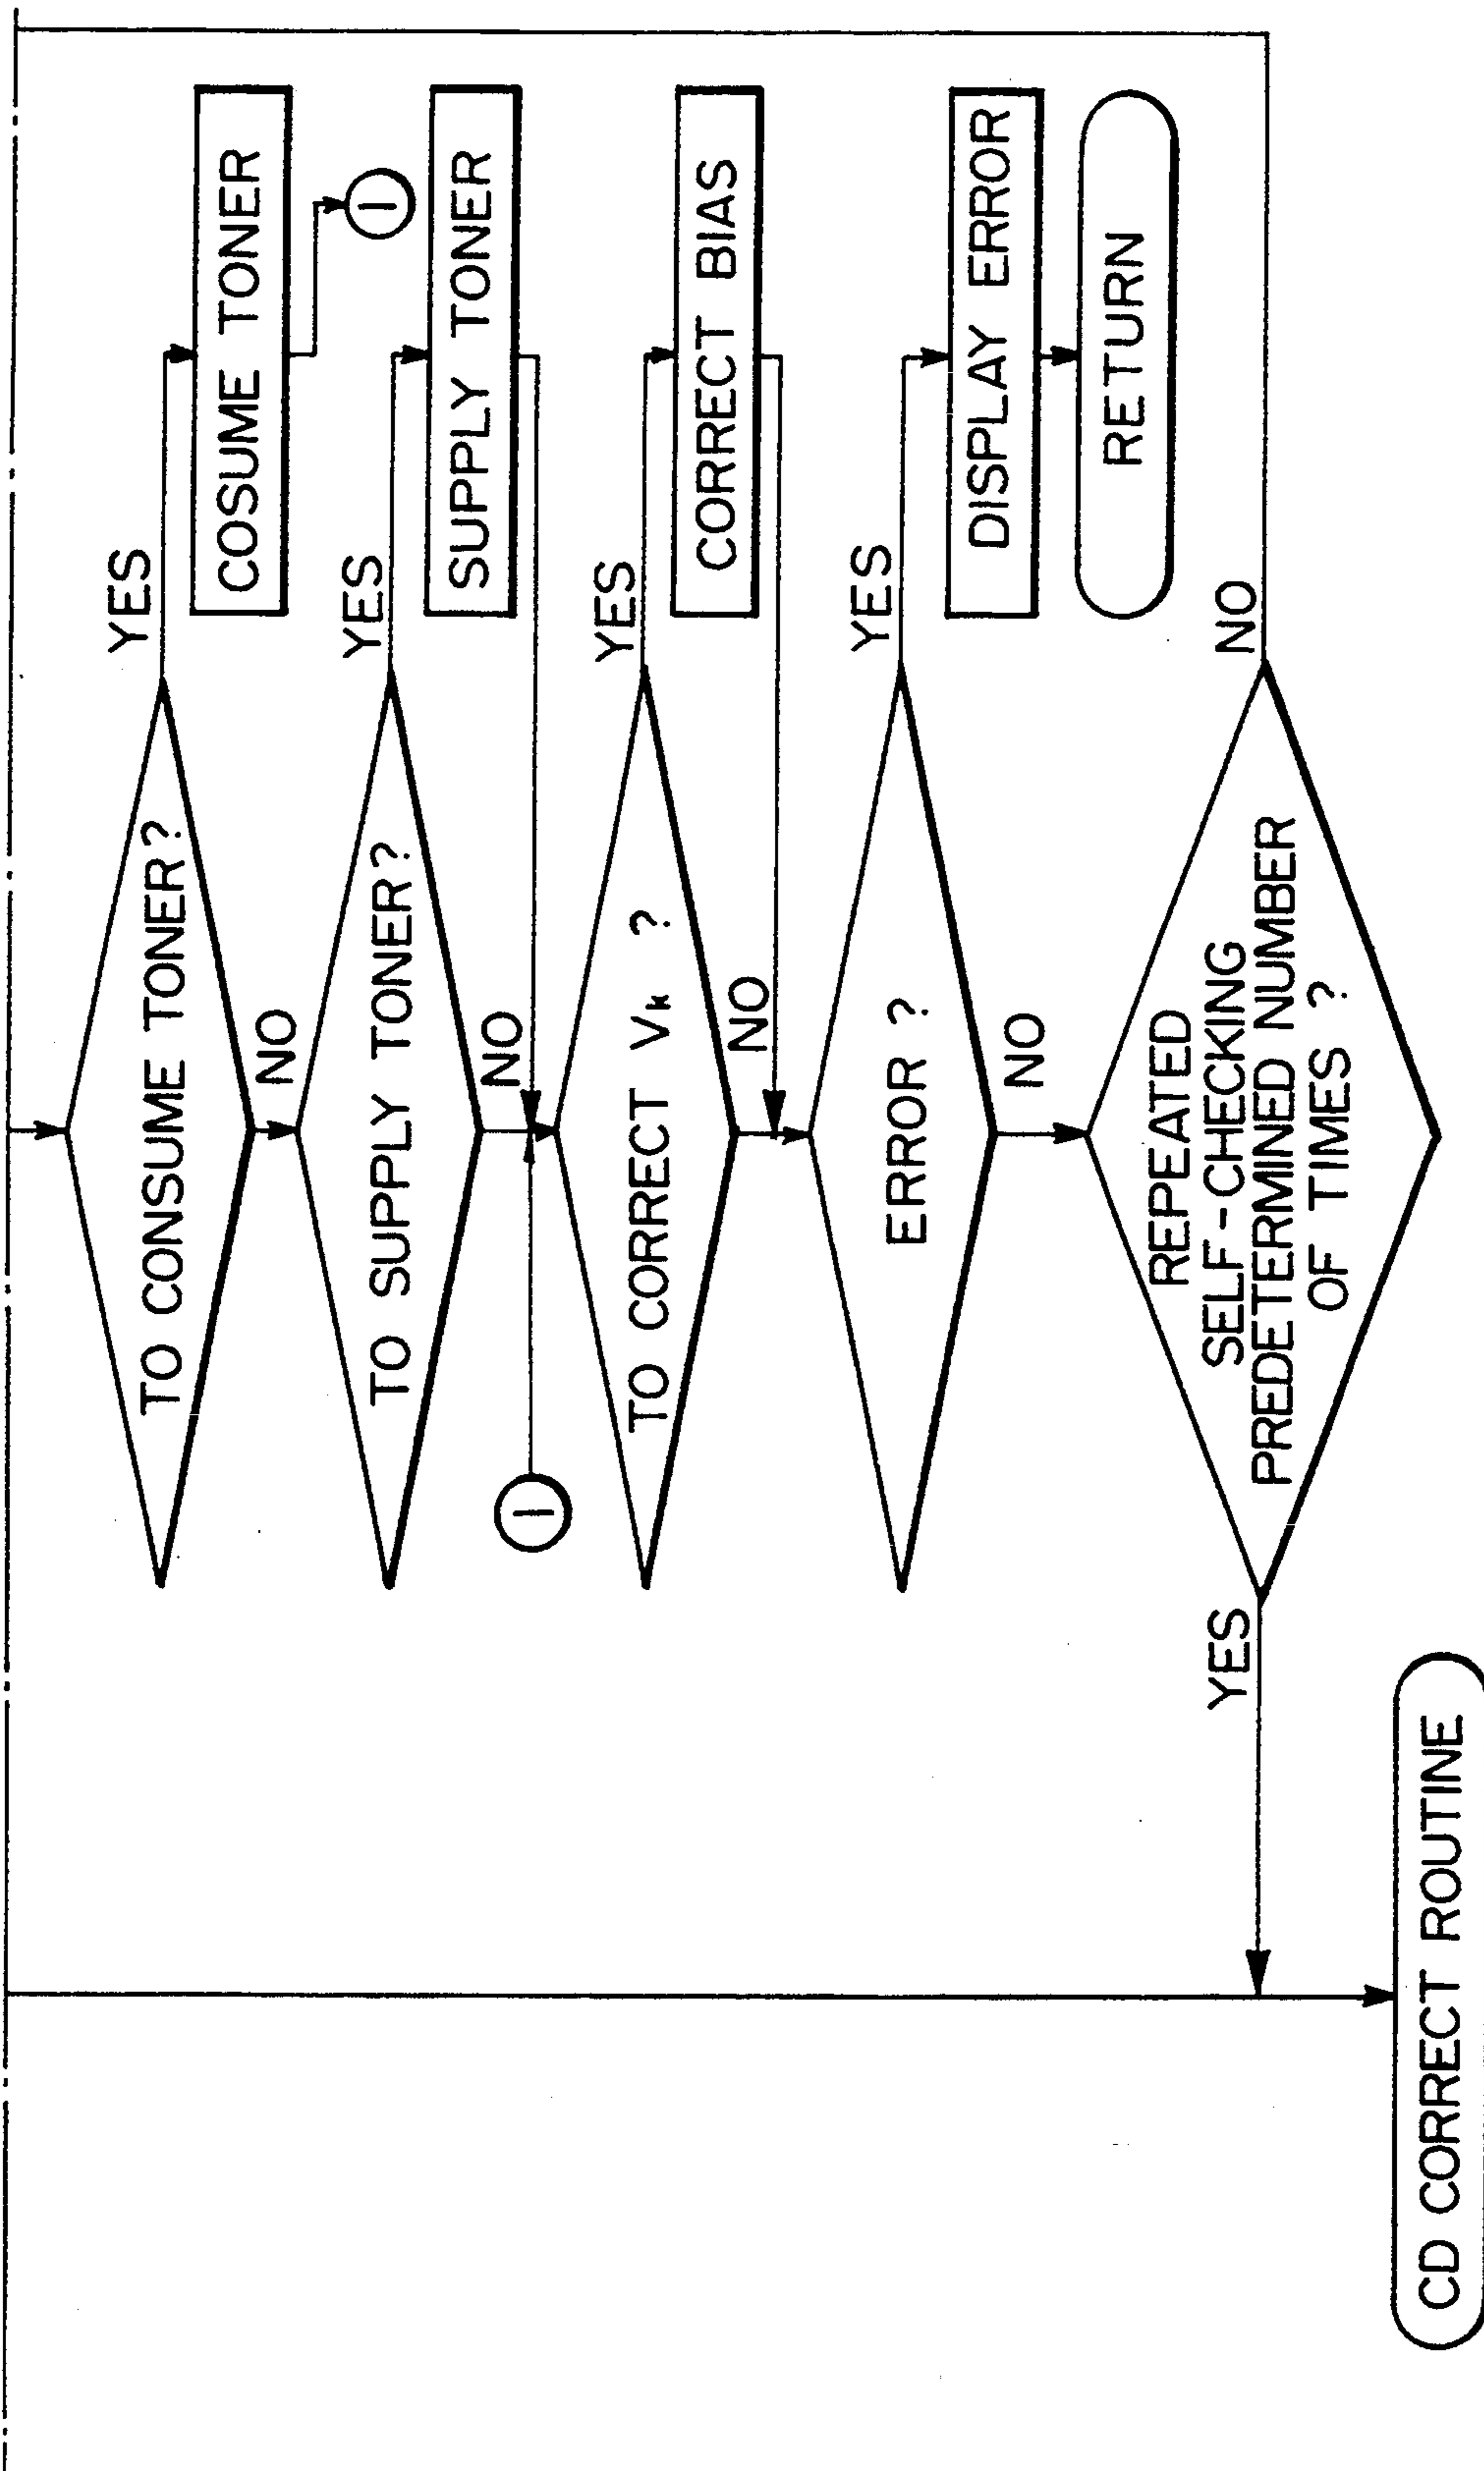 TO CONSUME TONER?
YES
COSUME TONER
1
NO
TO SUPPLY TONER?
YES
SUPPLY TONER
NO
1
TO CORRECT Vk ?
YES
CORRECT BIAS
NO
ERROR ?
YES
DISPLAY ERROR
RETURN
NO
REPEATED
SELF-CHECKING
PREDETERMINED NUMBER
OF TIMES ?
NO
YES
CD CORRECT ROUTINE